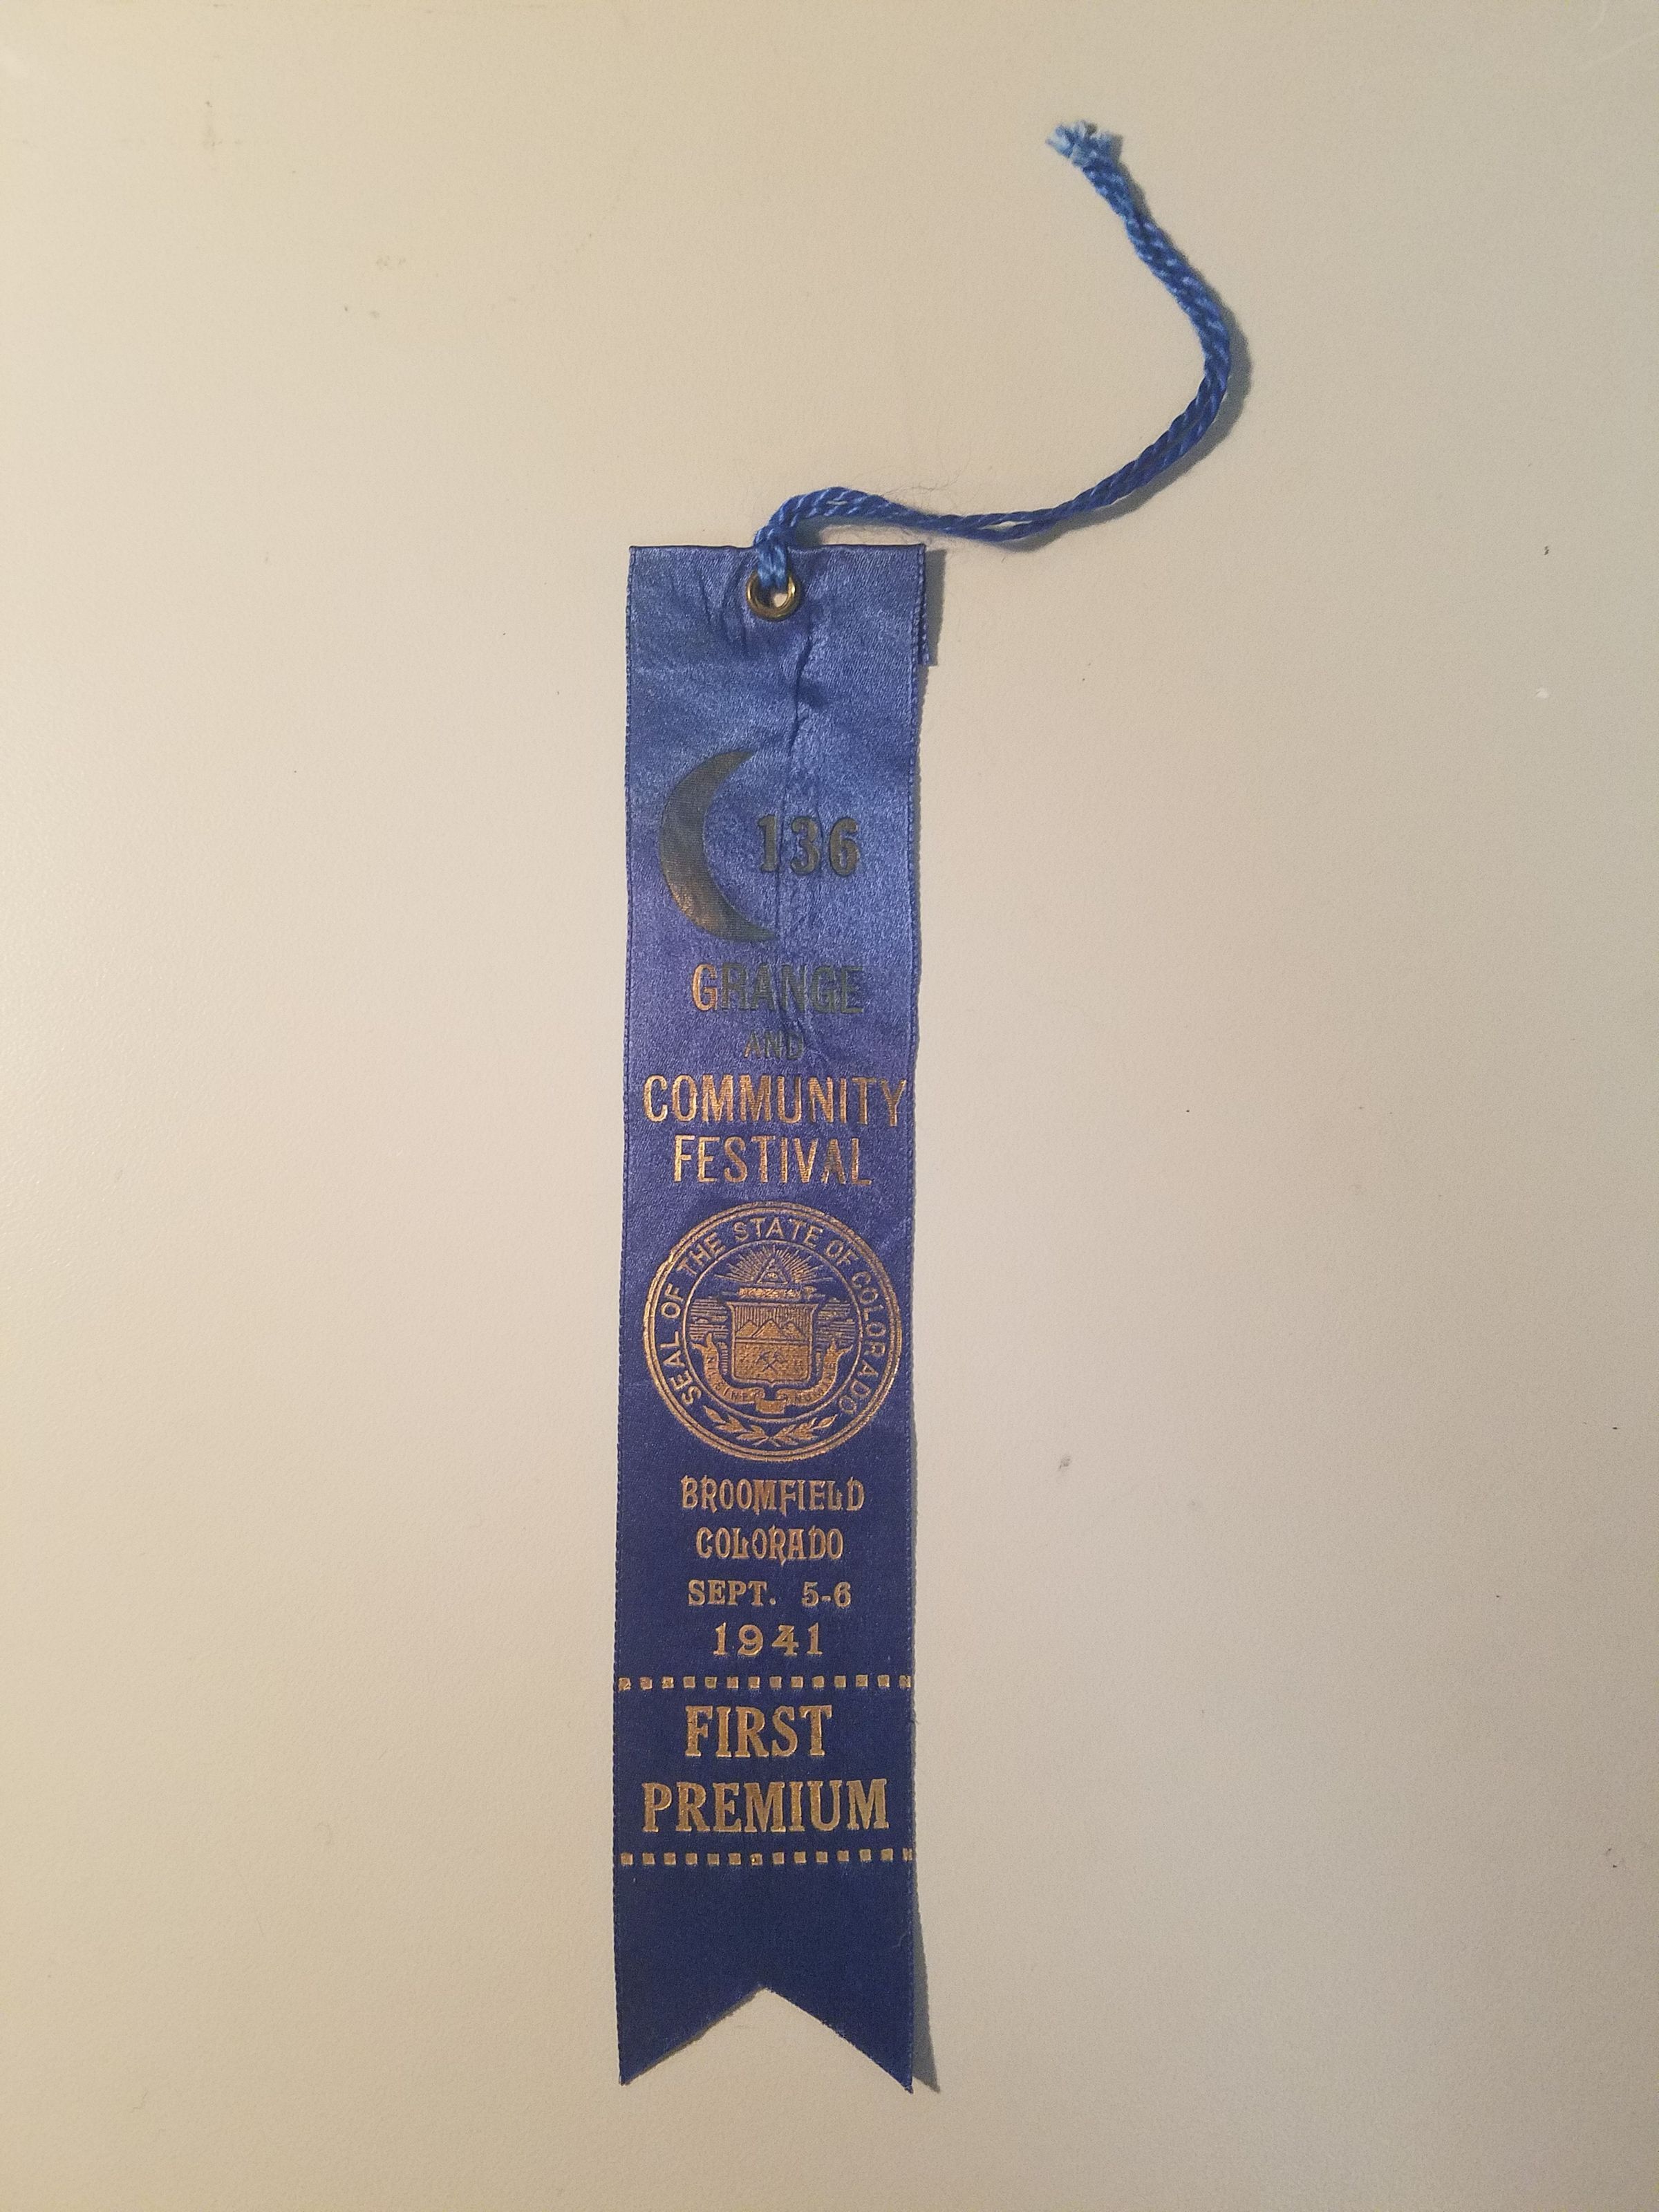 136
GRANGE
AND
COMMUNITY
FESTIVAL
SEAL OF THE STATE OF COLORADO
BROOMFIELD
COLORADO
SEPT. 5-6
1941
FIRST
PREMIUM